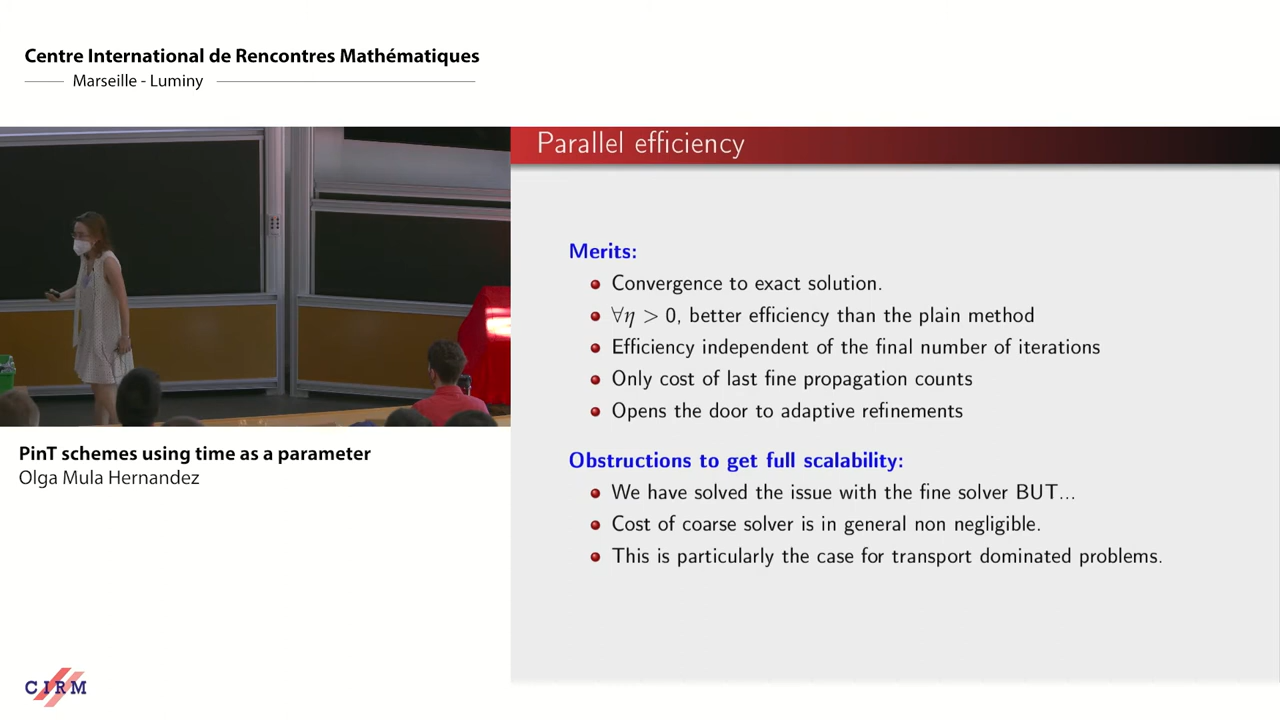 Centre International de Rencontres Mathématiques
Marseille - Luminy
Parallel efficiency
Merits:
Convergence to exact solution.
∀η > 0, better efficiency than the plain method
Efficiency independent of the final number of iterations
Only cost of last fine propagation counts
Opens the door to adaptive refinements
Obstructions to get full scalability:
We have solved the issue with the fine solver BUT...
Cost of coarse solver is in general non negligible.
This is particularly the case for transport dominated problems.
PinT schemes using time as a parameter
Olga Mula Hernandez
CIRM